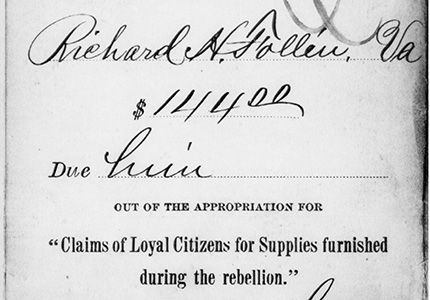 Richard H. Follin, Va
$ 144 00
Due him
OUT OF THE APPROPRIATION FOR
"Claims of Loyal Citizens for Supplies furnished
during the rebellion."